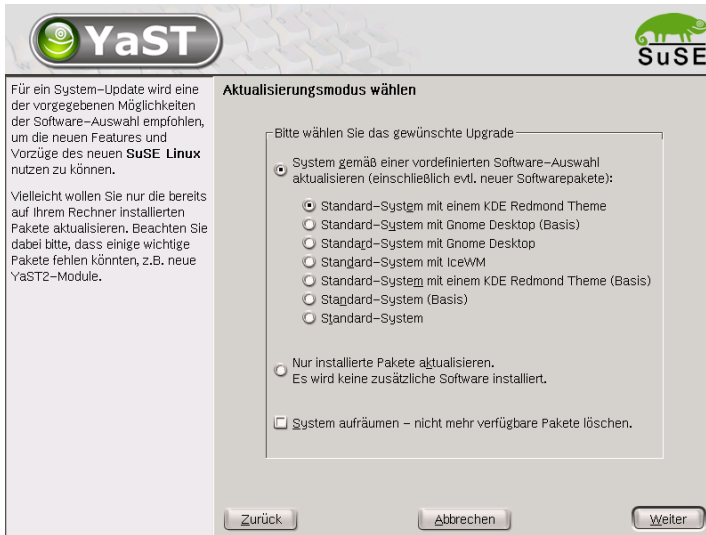 YaST
SuSE
Für ein System-Update wird eine
der vorgegebenen Möglichkeiten
der Software-Auswahl empfohlen,
um die neuen Features und
Vorzüge des neuen SuSE Linux
nutzen zu können.
Vielleicht wollen Sie nur die bereits
auf Ihrem Rechner installierten
Pakete aktualisieren. Beachten Sie
dabei bitte, dass einige wichtige
Pakete fehlen könnten, z.B. neue
YaST2-Module.
Aktualisierungsmodus wählen
Bitte wählen Sie das gewünschte Upgrade
System gemäß einer vordefinierten Software-Auswahl
aktualisieren (einschließlich evtl. neuer Softwarepakete):
Standard-System mit einem KDE Redmond Theme
Standard-System mit Gnome Desktop (Basis)
Standard-System mit Gnome Desktop
Standard-System mit IceWM
Standard-System mit einem KDE Redmond Theme (Basis)
Standard-System (Basis)
Standard-System
Nur installierte Pakete aktualisieren.
Es wird keine zusätzliche Software installiert.
System aufräumen - nicht mehr verfügbare Pakete löschen.
Zurück
Abbrechen
Weiter